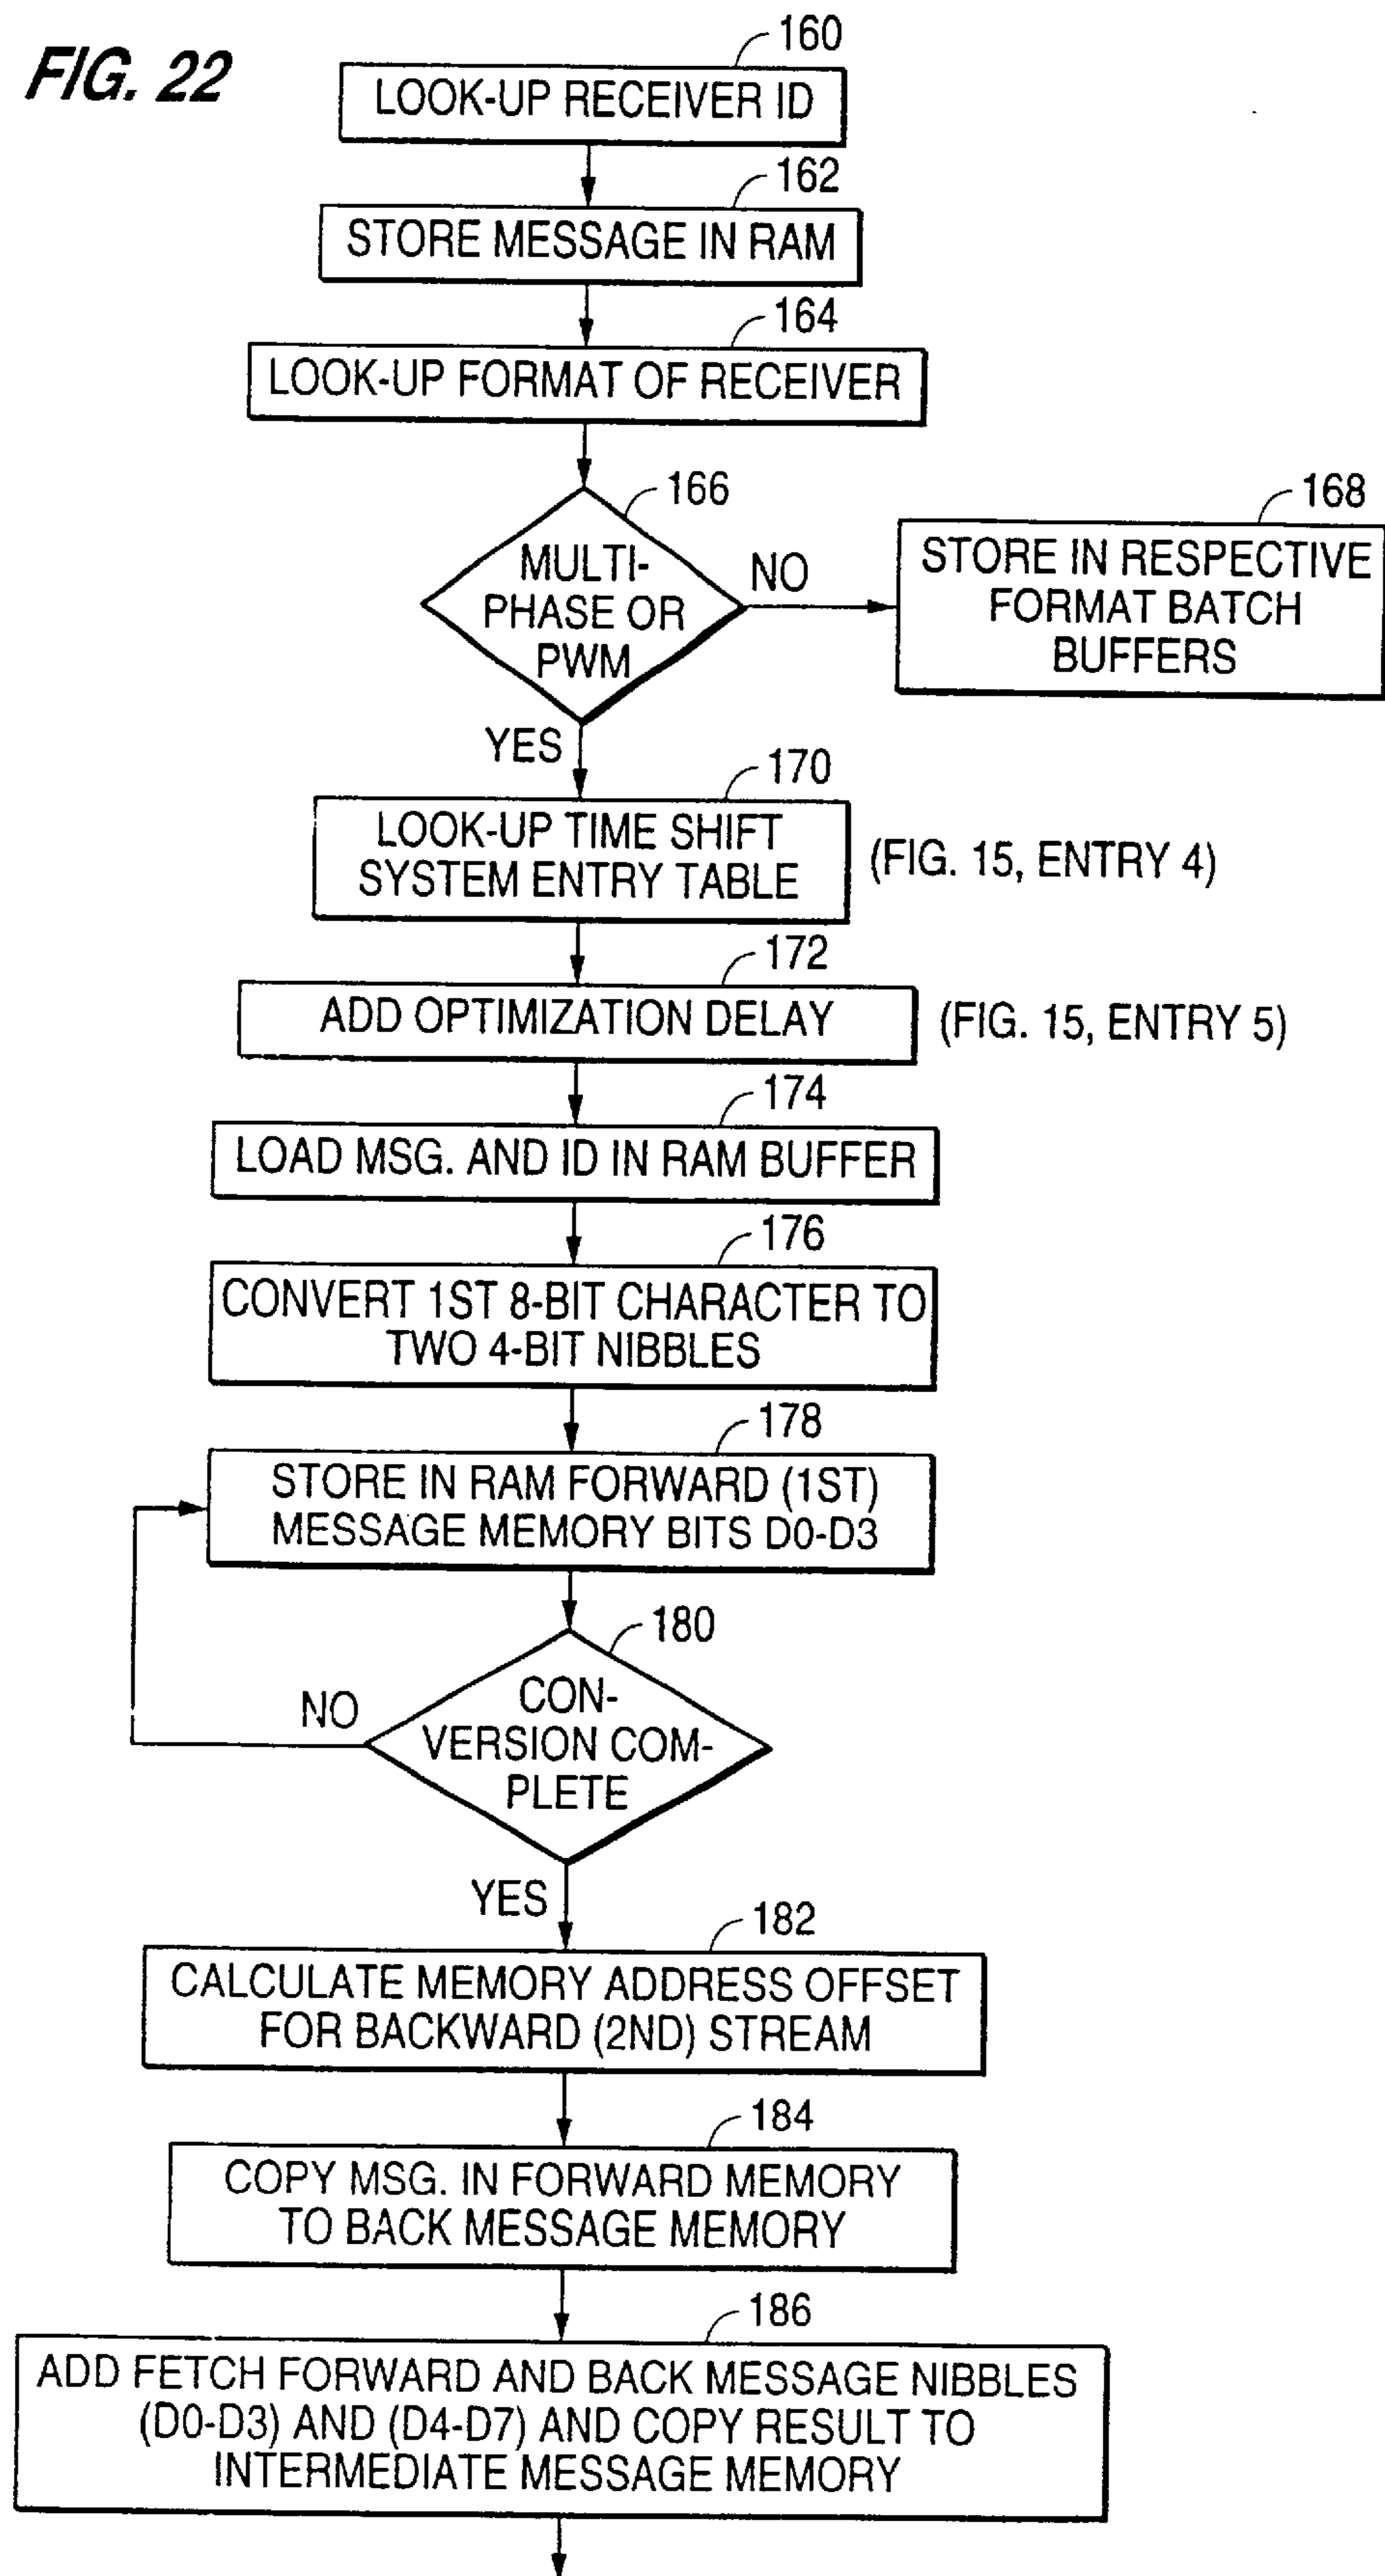 FIG. 22
160
LOOK-UP RECEIVER ID
162
STORE MESSAGE IN RAM
164
LOOK-UP FORMAT OF RECEIVER
166
MULTI-
PHASE OR
PWM
NO
168
STORE IN RESPECTIVE
FORMAT BATCH
BUFFERS
YES
170
LOOK-UP TIME SHIFT
SYSTEM ENTRY TABLE
(FIG. 15, ENTRY 4)
172
ADD OPTIMIZATION DELAY
(FIG. 15, ENTRY 5)
174
LOAD MSG. AND ID IN RAM BUFFER
176
CONVERT 1ST 8-BIT CHARACTER TO
TWO 4-BIT NIBBLES
178
STORE IN RAM FORWARD (1ST)
MESSAGE MEMORY BITS D0-D3
180
CON-
VERSION COM-
PLETE
NO
YES
182
CALCULATE MEMORY ADDRESS OFFSET
FOR BACKWARD (2ND) STREAM
184
COPY MSG. IN FORWARD MEMORY
TO BACK MESSAGE MEMORY
186
ADD FETCH FORWARD AND BACK MESSAGE NIBBLES
(D0-D3) AND (D4-D7) AND COPY RESULT TO
INTERMEDIATE MESSAGE MEMORY